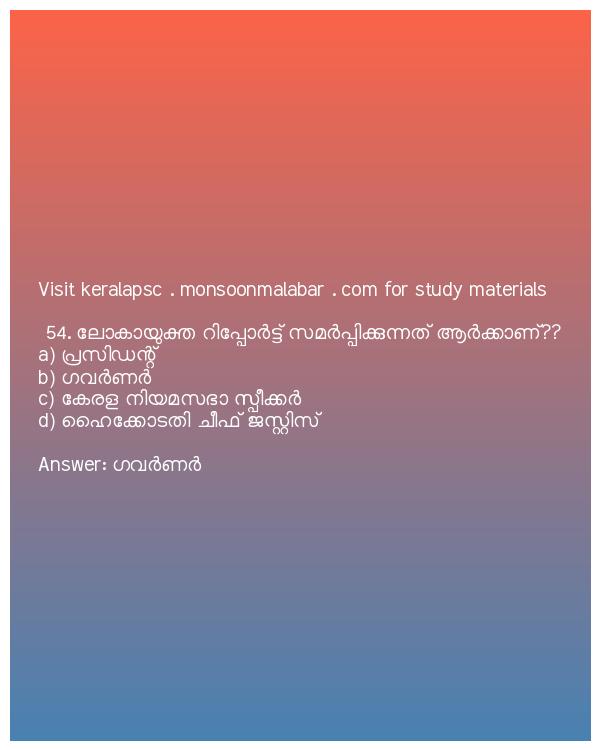 Visit keralapsc . monsoonmalabar . com for study materials
54. ലോകായുക്ത റിപ്പോർട്ട് സമർപ്പിക്കുന്നത് ആർക്കാണ്??
a) പ്രസിഡന്റ്
b) ഗവർണർ
c) കേരള നിയമസഭാ സ്പീക്കർ
d) ഹൈക്കോടതി ചീഫ് ജസ്റ്റിസ്
Answer: ഗവർണർ